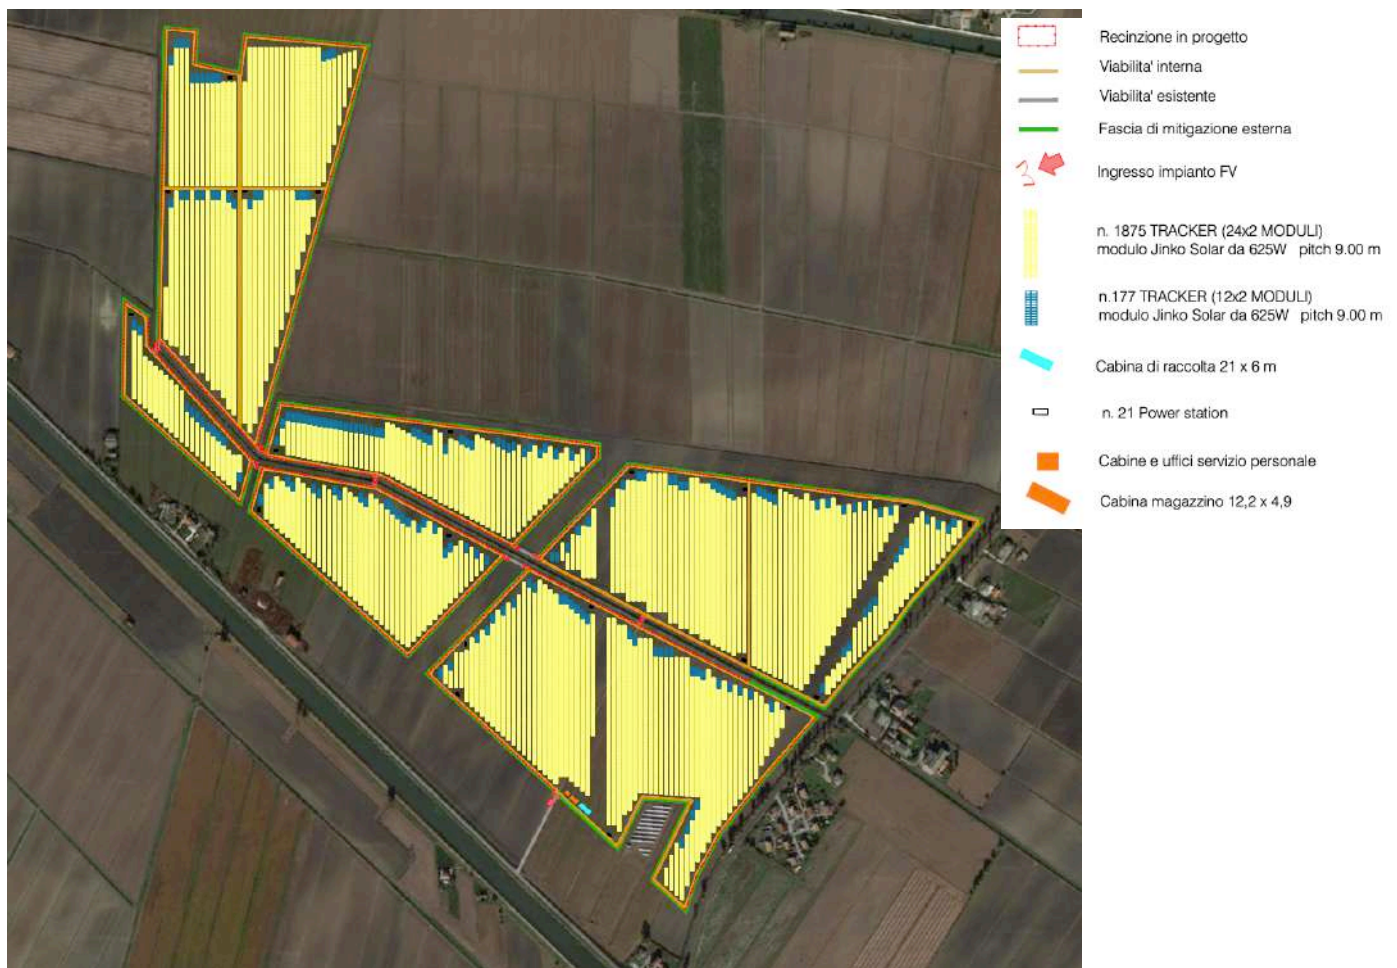 Recinzione in progetto
Viabilita' interna
Viabilita' esistente
Fascia di mitigazione esterna
Ingresso impianto FV
n. 1875 TRACKER (24x2 MODULI)
modulo Jinko Solar da 625W pitch 9.00 m
n.177 TRACKER (12x2 MODULI)
modulo Jinko Solar da 625W pitch 9.00 m
Cabina di raccolta 21 x 6 m
n. 21 Power station
Cabine e uffici servizio personale
Cabina magazzino 12,2 x 4,9